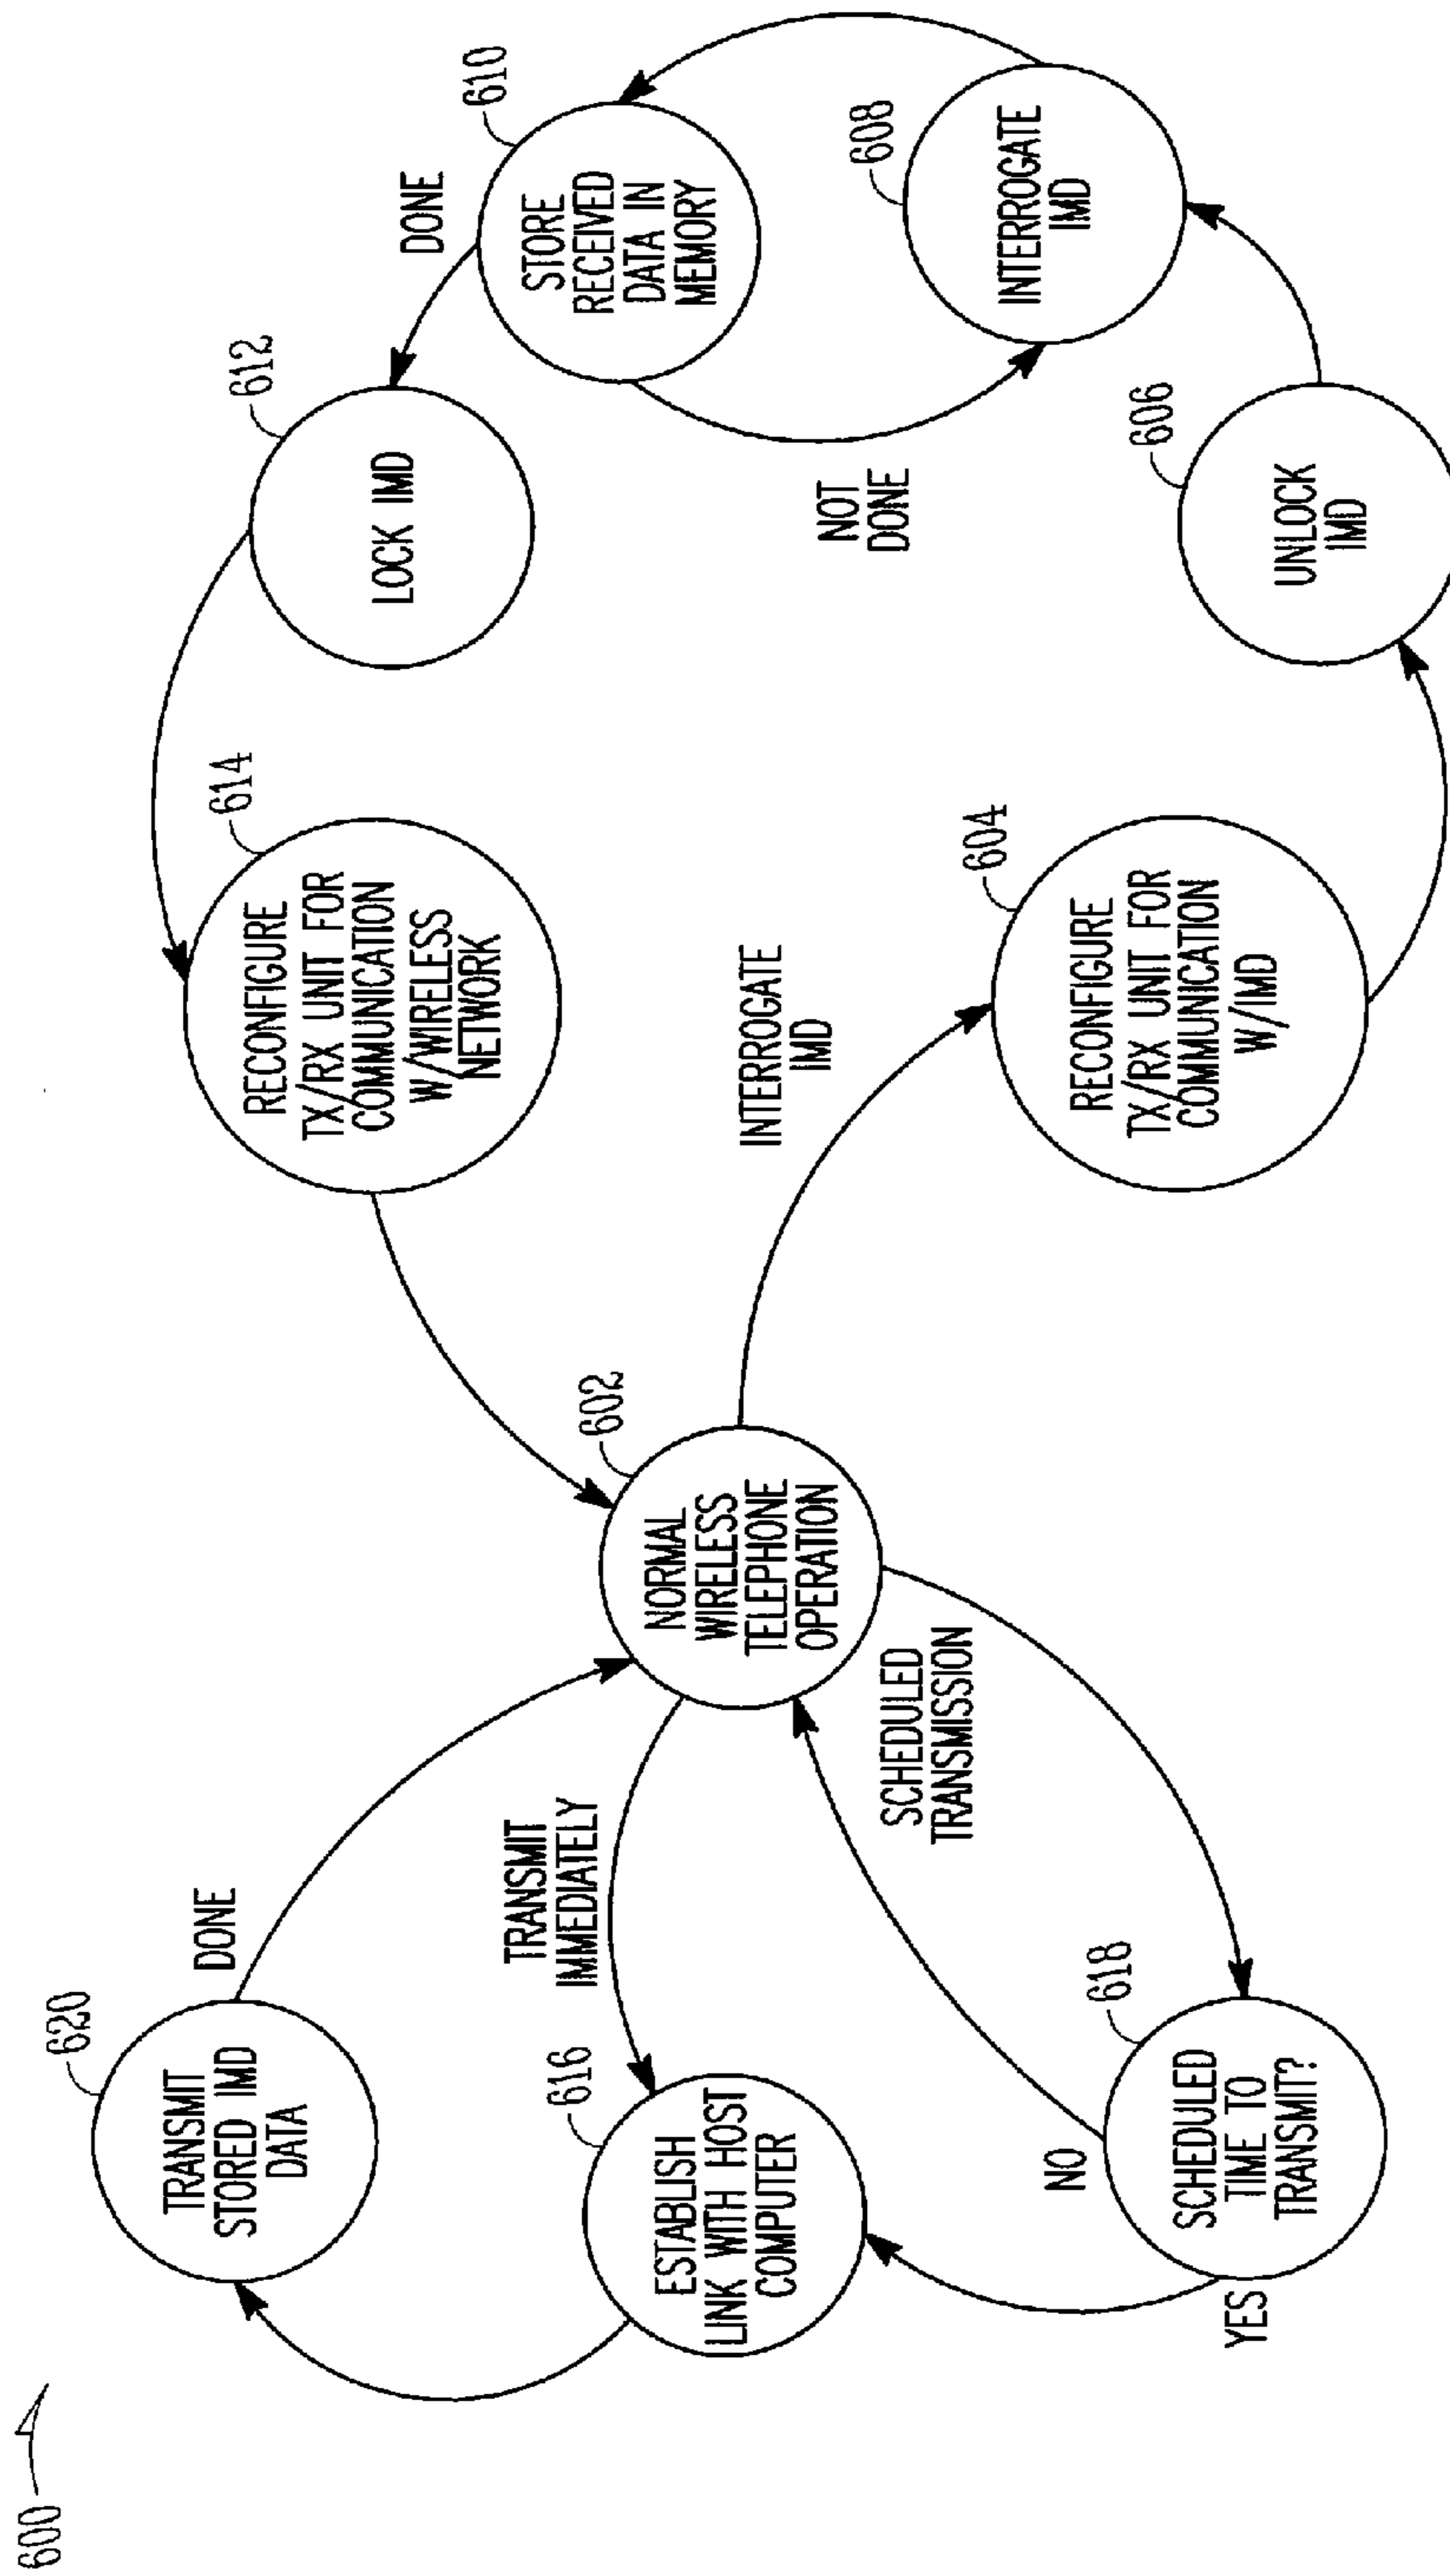 600
620
TRANSMIT
STORED IMD
DATA
DONE
616
ESTABLISH
LINK WITH HOST
COMPUTER
TRANSMIT
IMMEDIATELY
618
SCHEDULED
TIME TO
TRANSMIT?
YES
NO
SCHEDULED
TRANSMISSION
602
NORMAL
WIRELESS
TELEPHONE
OPERATION
INTERROGATE
IMD
604
RECONFIGURE
TX/RX UNIT FOR
COMMUNICATION
W/IMD
606
UNLOCK
IMD
608
INTERROGATE
IMD
610
STORE
RECEIVED
DATA IN
MEMORY
NOT
DONE
DONE
612
LOCK IMD
614
RECONFIGURE
TX/RX UNIT FOR
COMMUNICATION
W/WIRELESS
NETWORK